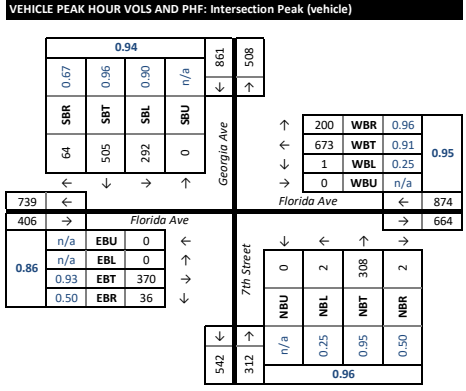 VEHICLE PEAK HOUR VOLS AND PHF: Intersection Peak (vehicle)
0.94
861
508
0.67
0.96
0.90
n/a
↓
↑
SBR
SBT
SBL
SBU
64
505
292
0
Georgia Ave
↑ 200 WBR 0.96
← 673 WBT 0.91
↓ 1 WBL 0.25
→ 0 WBU n/a
0.95
← ↓ → ↑
739 ←
Florida Ave
← 874
406 →
Florida Ave
→ 664
0.86
n/a EBU 0 ←
n/a EBL 0 ↑
0.93 EBT 370 →
0.50 EBR 36 ↓
7th Street
↓ ← ↑ →
0
2
308
2
NBU
NBL
NBT
NBR
n/a
0.25
0.95
0.50
↓
↑
542
312
0.96